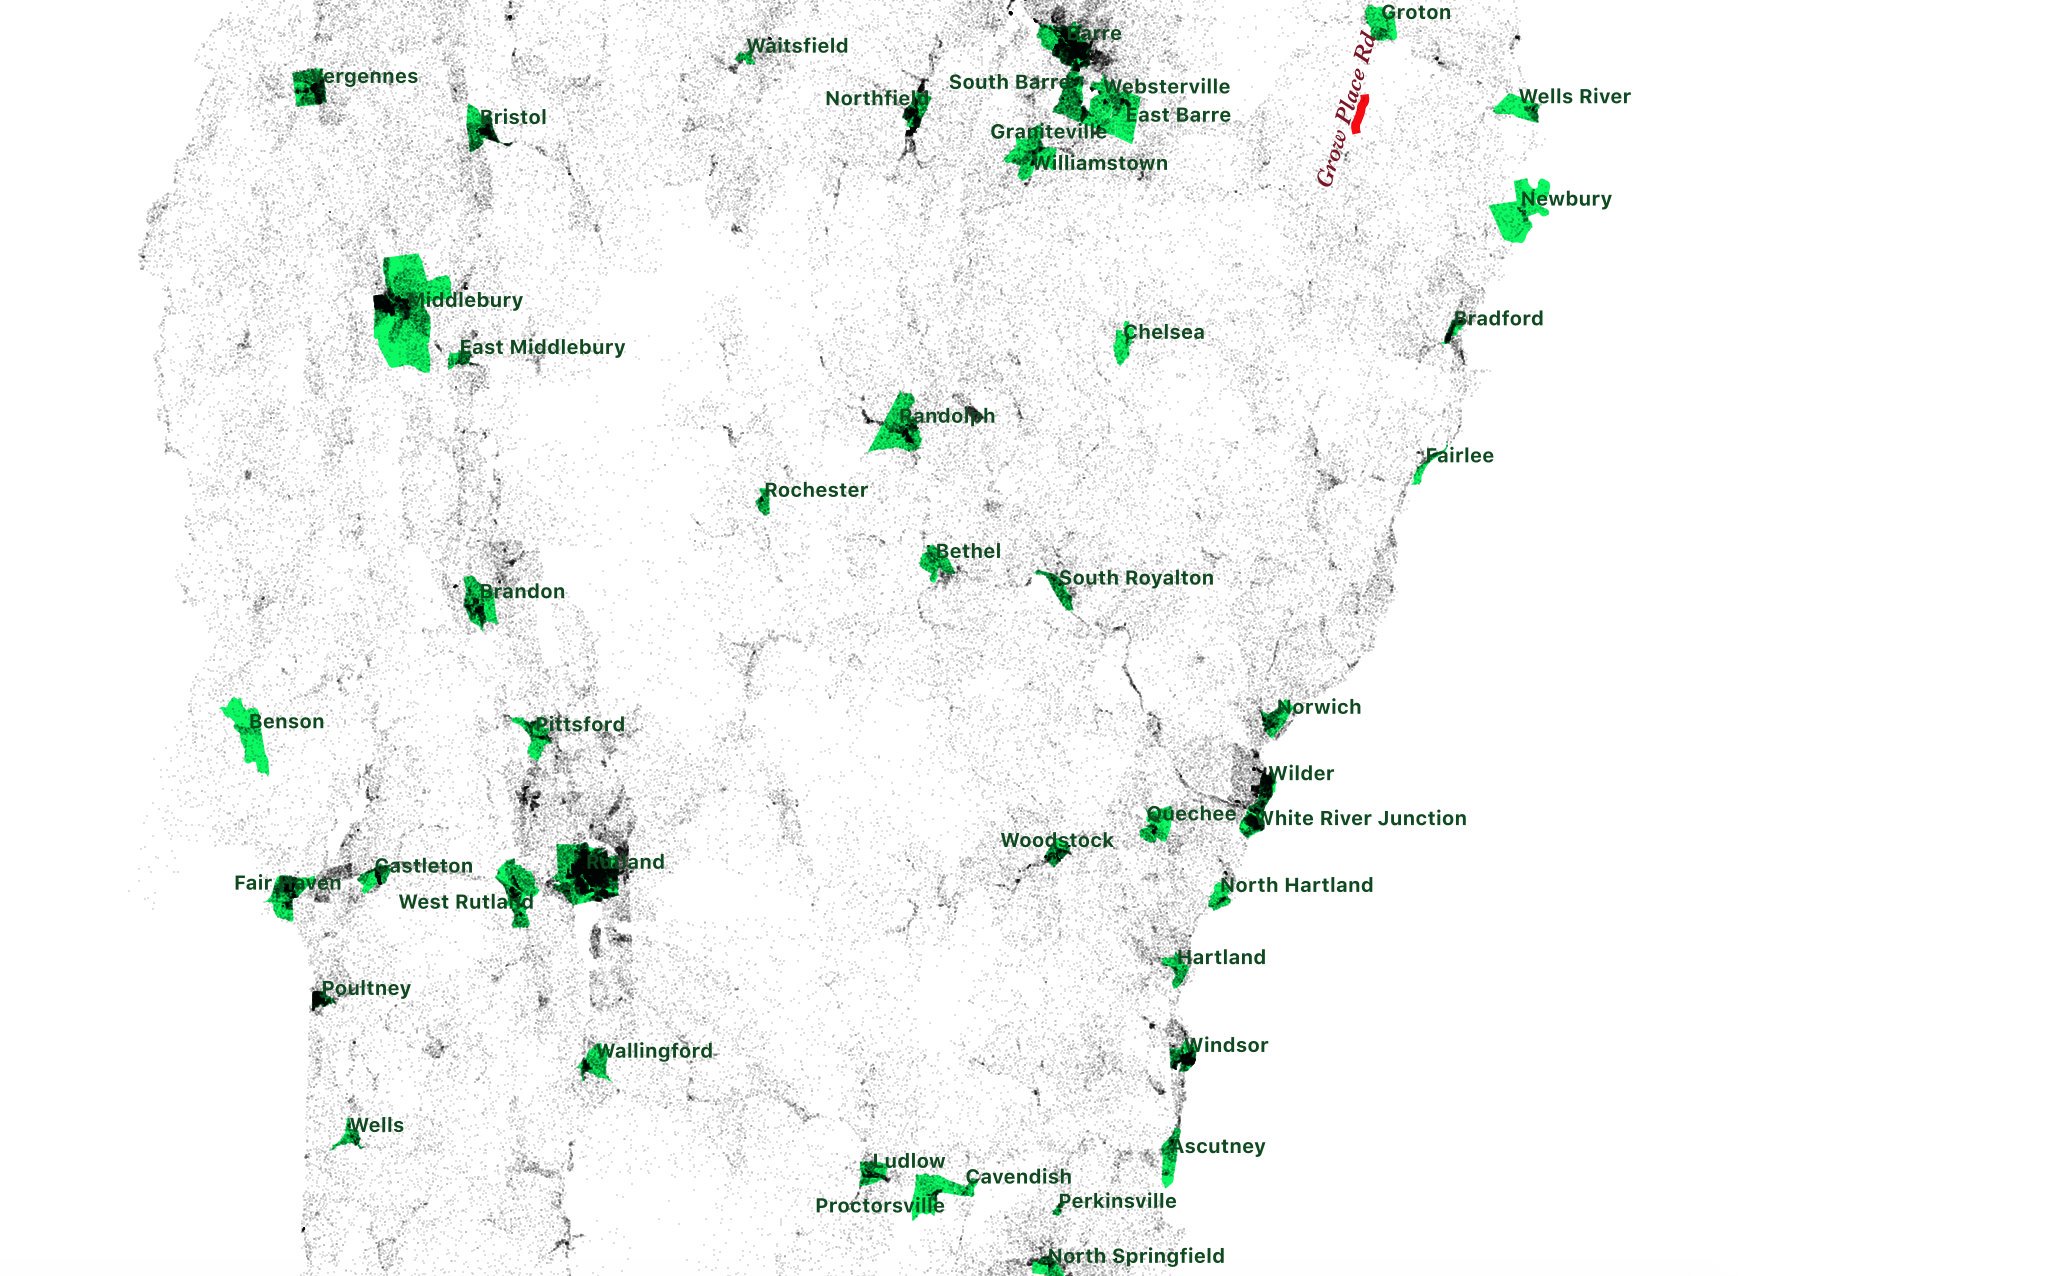 Groton
Barre
Waitsfield
Vergennes
South Barre
Websterville
Wells River
Northfield
East Barre
Bristol
Graniteville
Williamstown
Grow Place Rd
Newbury
Middlebury
Bradford
Chelsea
East Middlebury
Randolph
Fairlee
Rochester
Bethel
South Royalton
Brandon
Norwich
Benson
Pittsford
Wilder
Quechee
White River Junction
Woodstock
Rutland
Castleton
Fair Haven
North Hartland
West Rutland
Hartland
Poultney
Windsor
Wallingford
Wells
Ascutney
Ludlow
Cavendish
Perkinsville
Proctorsville
North Springfield